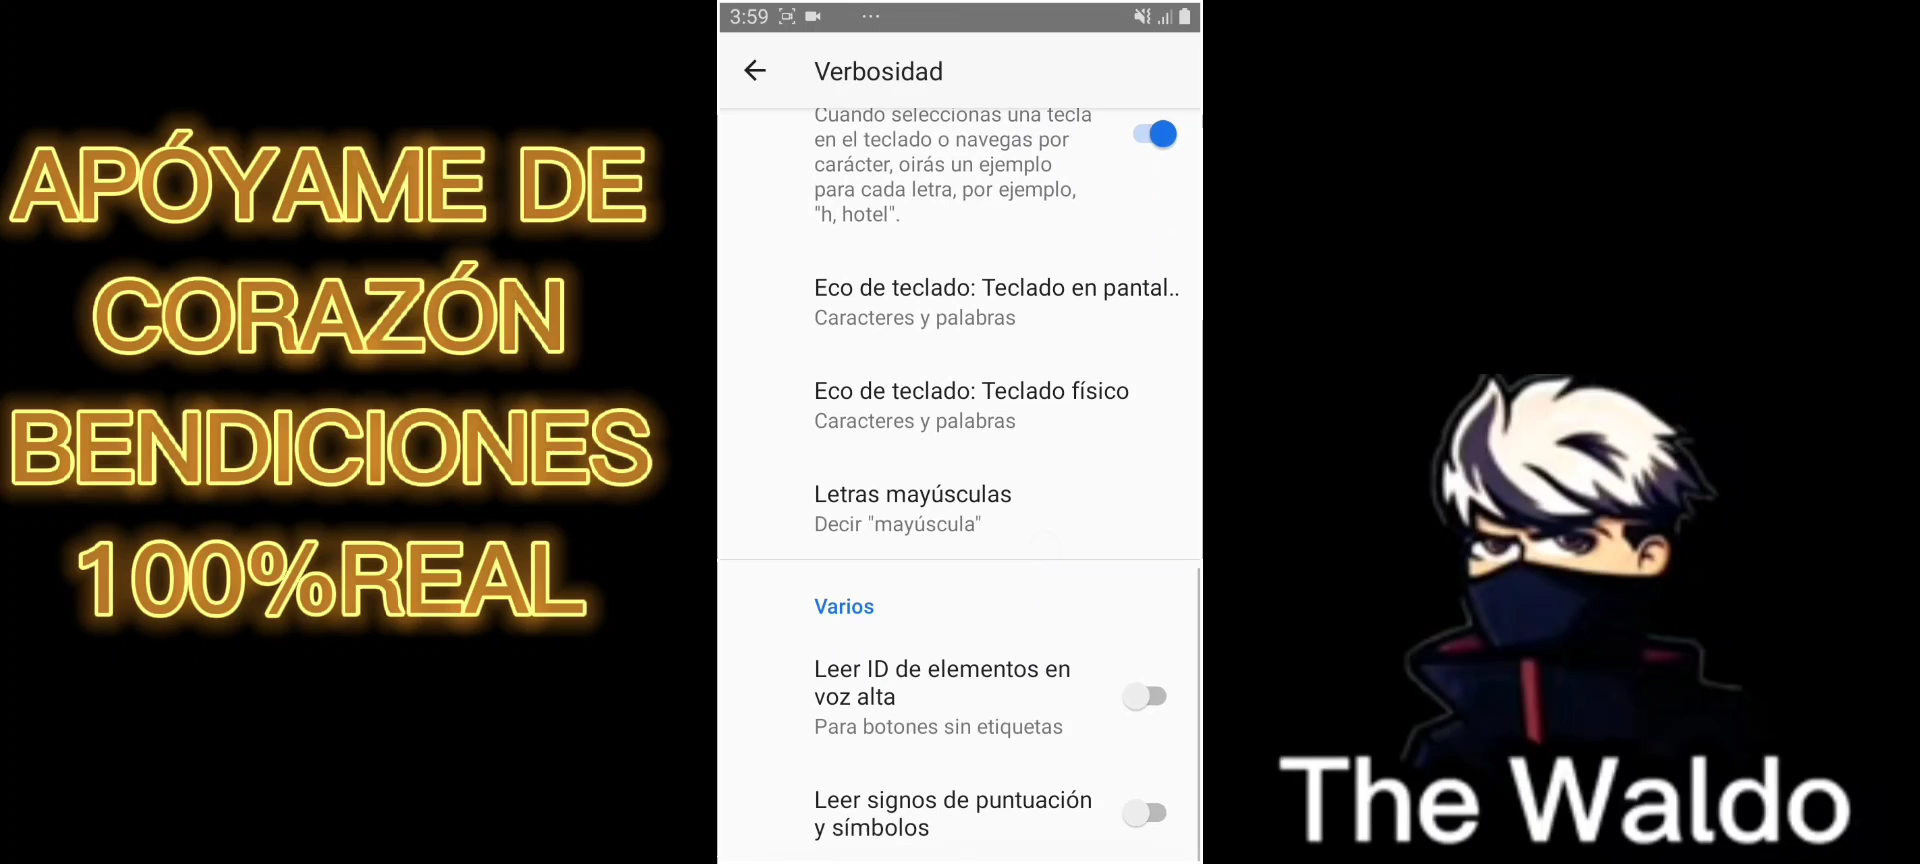 APÓYAME DE
CORAZÓN
BENDICIONES
100%REAL
3:59
Verbosidad
Cuando seleccionas una tecla
en el teclado o navegas por
carácter, oirás un ejemplo
para cada letra, por ejemplo,
"h, hotel".
Eco de teclado: Teclado en pantal..
Caracteres y palabras
Eco de teclado: Teclado físico
Caracteres y palabras
Letras mayúsculas
Decir "mayúscula"
Varios
Leer ID de elementos en
voz alta
Para botones sin etiquetas
Leer signos de puntuación
y símbolos
The Waldo